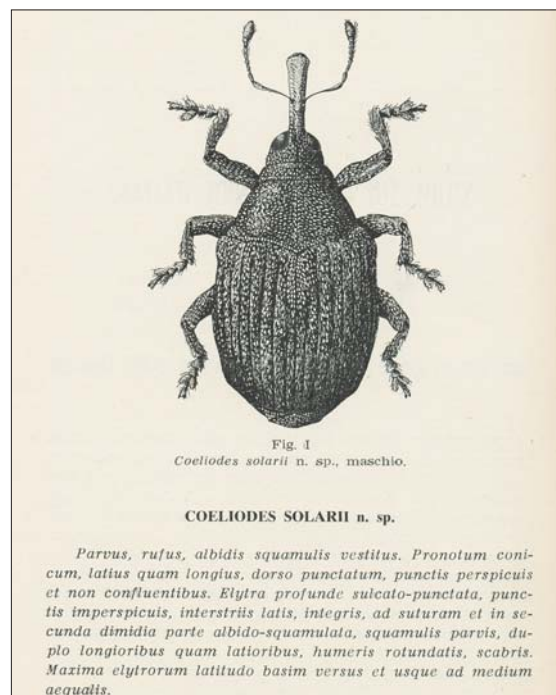 Fig. I
Coeliodes solarii n. sp., maschio.
COELIODES SOLARII n. sp.
Parvus, rufus, albidis squamulis vestitus. Pronotum coni-
cum, latius quam longius, dorso punctatum, punctis perspicuis
et non confluentibus. Elytra profunde sulcato-punctata, punc-
tis imperspicuis, interstriis latis, integris, ad suturam et in se-
cunda dimidia parte albido-squamulata, squamulis parvis, du-
plo longioribus quam latioribus, humeris rotundatis, scabris.
Maxima elytrorum latitudo basim versus et usque ad medium
aequalis.